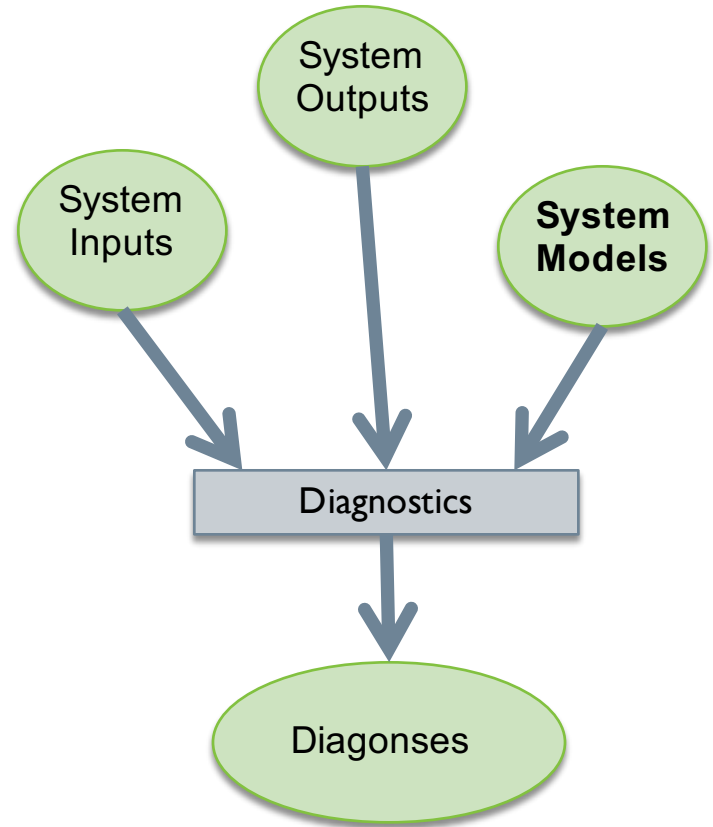 System
Outputs
System
Inputs
System
Models
Diagnostics
Diagonses